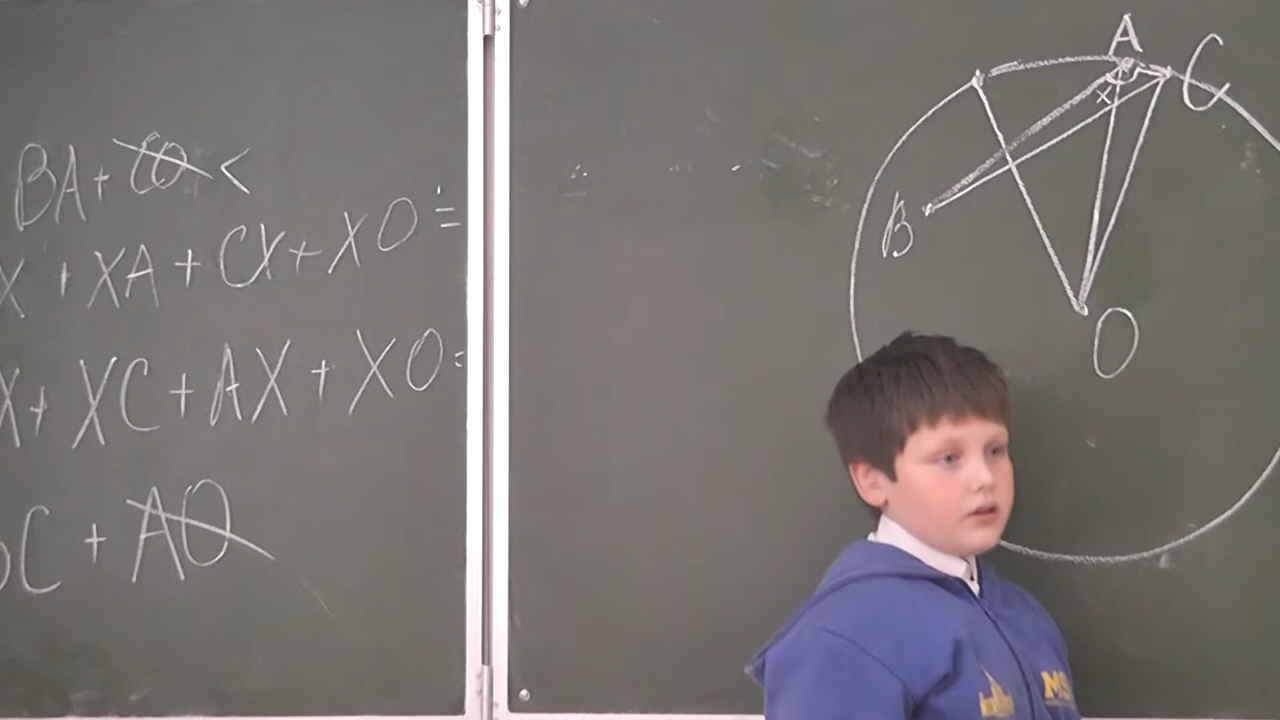 BA + CO <
X + XA + CX + XO =
X + XC + AX + XO =
C + AO
A
C
x
B
O